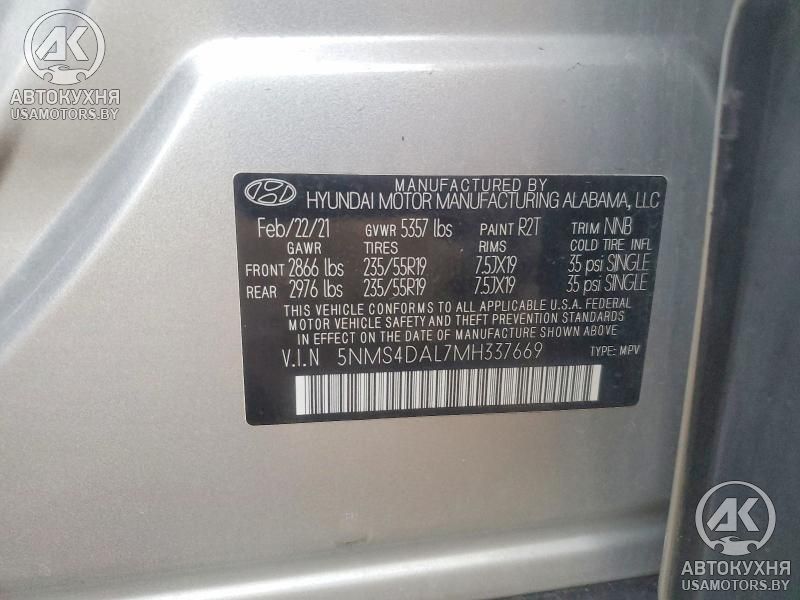 AK
АВТОКУХНЯ
USAMOTORS.BY
MANUFACTURED BY
HYUNDAI MOTOR MANUFACTURING ALABAMA, LLC
Feb/22/21 GVWR 5357 lbs PAINT R2T TRIM NNB
GAWR TIRES RIMS COLD TIRE INFL
FRONT 2866 lbs 235/55R19 7.5JX19 35 psi SINGLE
REAR 2976 lbs 235/55R19 7.5JX19 35 psi SINGLE
THIS VEHICLE CONFORMS TO ALL APPLICABLE U.S.A. FEDERAL
MOTOR VEHICLE SAFETY AND THEFT PREVENTION STANDARDS
IN EFFECT ON THE DATE OF MANUFACTURE SHOWN ABOVE
V.I.N 5NMS4DAL7MH337669 TYPE: MPV
AK
АВТОКУХНЯ
USAMOTORS.BY